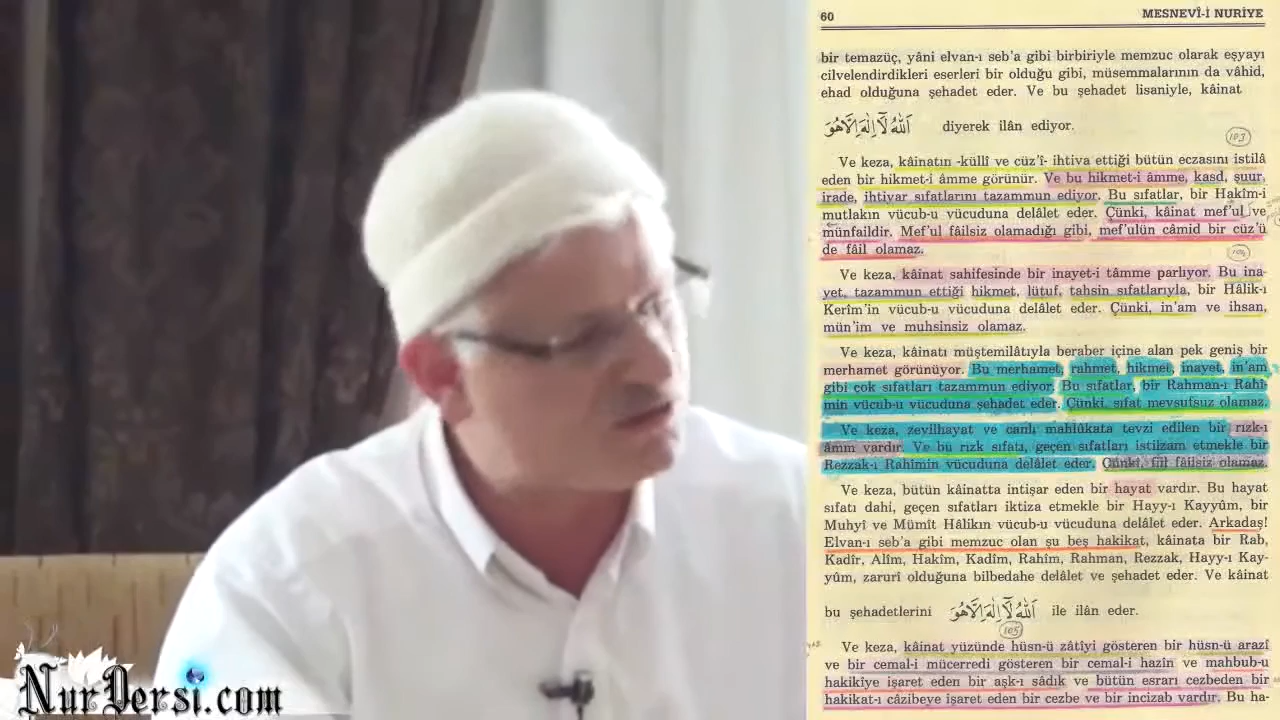 60
MESNEVÎ-İ NURİYE
bir temazüç, yâni elvan-ı seb'a gibi birbiriyle memzuc olarak eşyayı
cilvelendirdikleri eserleri bir olduğu gibi, müsemmalarının da vâhid,
ehad olduğuna şehadet eder. Ve bu şehadet lisaniyle, kâinat
اَللّٰهُ لَٓا اِلٰهَ اِلَّا هُوَ diyerek ilân ediyor.
103
Ve keza, kâinatın -küllî ve cüz'î- ihtiva ettiği bütün eczasını istilâ
eden bir hikmet-i âmme görünür. Ve bu hikmet-i âmme, kasd, şuur,
irade, ihtiyar sıfatlarını tazammun ediyor. Bu sıfatlar, bir Hakîm-i
mutlakın vücub-u vücuduna delâlet eder. Çünki, kâinat mef'ul ve
münfaildir. Mef'ul fâilsiz olamadığı gibi, mef'ulün câmid bir cüz'ü
de fâil olamaz.
104
Ve keza, kâinat sahifesinde bir inayet-i tâmme parlıyor. Bu ina-
yet, tazammun ettiği hikmet, lütuf, tahsin sıfatlarıyla, bir Hâlik-ı
Kerîm'in vücub-u vücuduna delâlet eder. Çünki, in'am ve ihsan,
mün'im ve muhsinsiz olamaz.
Ve keza, kâinatı müştemilâtıyla beraber içine alan pek geniş bir
merhamet görünüyor. Bu merhamet, rahmet, hikmet, inayet, in'am
gibi çok sıfatları tazammun ediyor. Bu sıfatlar, bir Rahman-ı Rahî-
min vücub-u vücuduna şehadet eder. Çünki, sıfat mevsufsuz olamaz.
Ve keza, zevilhayat ve canlı mahlûkata tevzi edilen bir rızk-ı
âmm vardır. Ve bu rızk sıfatı, geçen sıfatları istilzam etmekle bir
Rezzak-ı Rahîmin vücuduna delâlet eder. Çünki, fiil fâilsiz olamaz.
Ve keza, bütün kâinatta intişar eden bir hayat vardır. Bu hayat
sıfatı dahi, geçen sıfatları iktiza etmekle bir Hayy-ı Kayyûm, bir
Muhyî ve Mümît Hâlikın vücub-u vücuduna delâlet eder. Arkadaş!
Elvan-ı seb'a gibi memzuc olan şu beş hakikat, kâinata bir Rab,
Kadîr, Alîm, Hakîm, Kadîm, Rahîm, Rahman, Rezzak, Hayy-ı Kay-
yûm, zarurî olduğuna bilbedahe delâlet ve şehadet eder. Ve kâinat
bu şehadetlerini اَللّٰهُ لَٓا اِلٰهَ اِلَّا هُوَ ile ilân eder.
105
Ve keza, kâinat yüzünde hüsn-ü zâtîyi gösteren bir hüsn-ü arazî
ve bir cemal-i mücerredi gösteren bir cemal-i hazîn ve mahbub-u
hakikîye işaret eden bir aşk-ı sâdık ve bütün esrarı cezbeden bir
hakikat-ı câzibeye işaret eden bir cezbe ve bir incizab vardır. Bu ha-
NurDersi.com